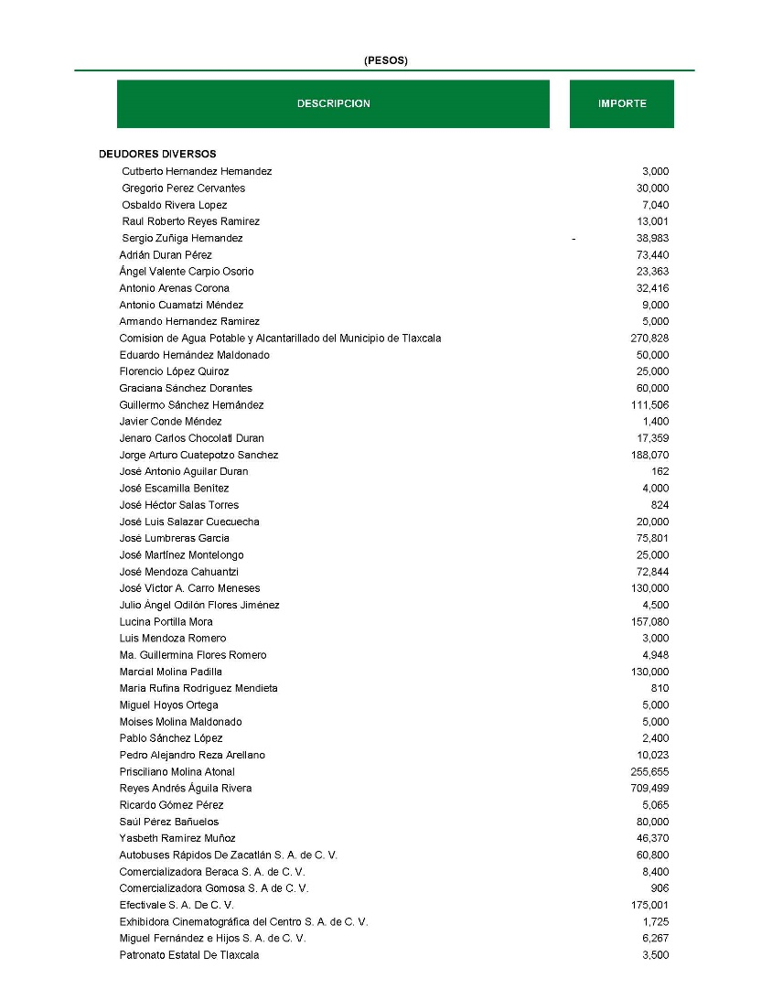 (PESOS)
DESCRIPCION IMPORTE
DEUDORES DIVERSOS
Cutberto Hernandez Hernandez 3,000
Gregorio Perez Cervantes 30,000
Osbaldo Rivera Lopez 7,040
Raul Roberto Reyes Ramirez 13,001
Sergio Zuñiga Hernandez - 38,983
Adrián Duran Pérez 73,440
Ángel Valente Carpio Osorio 23,363
Antonio Arenas Corona 32,416
Antonio Cuamatzi Méndez 9,000
Armando Hernandez Ramirez 5,000
Comision de Agua Potable y Alcantarillado del Municipio de Tlaxcala 270,828
Eduardo Hernández Maldonado 50,000
Florencio López Quiroz 25,000
Graciana Sánchez Dorantes 60,000
Guillermo Sánchez Hernández 111,506
Javier Conde Méndez 1,400
Jenaro Carlos Chocolatl Duran 17,359
Jorge Arturo Cuatepotzo Sanchez 188,070
José Antonio Aguilar Duran 162
José Escamilla Benítez 4,000
José Héctor Salas Torres 824
José Luis Salazar Cuecuecha 20,000
José Lumbreras Garcia 75,801
José Martínez Montelongo 25,000
José Mendoza Cahuantzi 72,844
José Víctor A. Carro Meneses 130,000
Julio Ángel Odilón Flores Jiménez 4,500
Lucina Portilla Mora 157,080
Luis Mendoza Romero 3,000
Ma. Guillermina Flores Romero 4,948
Marcial Molina Padilla 130,000
Maria Rufina Rodriguez Mendieta 810
Miguel Hoyos Ortega 5,000
Moises Molina Maldonado 5,000
Pablo Sánchez López 2,400
Pedro Alejandro Reza Arellano 10,023
Prisciliano Molina Atonal 255,655
Reyes Andrés Águila Rivera 709,499
Ricardo Gómez Pérez 5,065
Saúl Pérez Bañuelos 80,000
Yasbeth Ramirez Muñoz 46,370
Autobuses Rápidos De Zacatlán S. A. de C. V. 60,800
Comercializadora Beraca S. A. de C. V. 8,400
Comercializadora Gomosa S. A de C. V. 906
Efectivale S. A. De C. V. 175,001
Exhibidora Cinematográfica del Centro S. A. de C. V. 1,725
Miguel Fernández e Hijos S. A. de C. V. 6,267
Patronato Estatal De Tlaxcala 3,500